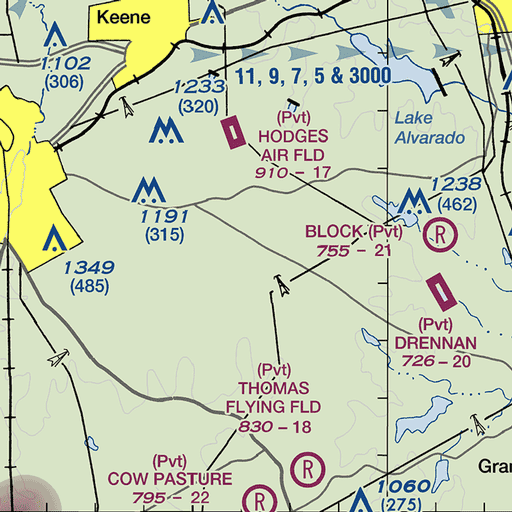 Keene
1102
(306)
1233
(320)
11, 9, 7, 5 & 3000
(Pvt)
HODGES
AIR FLD
910 – 17
Lake
Alvarado
1191
(315)
1238
(462)
BLOCK (Pvt)
755 – 21
R
1349
(485)
(Pvt)
DRENNAN
726 – 20
(Pvt)
THOMAS
FLYING FLD
830 – 18
R
(Pvt)
COW PASTURE
795 – 22
R
1060
(275)
Gran